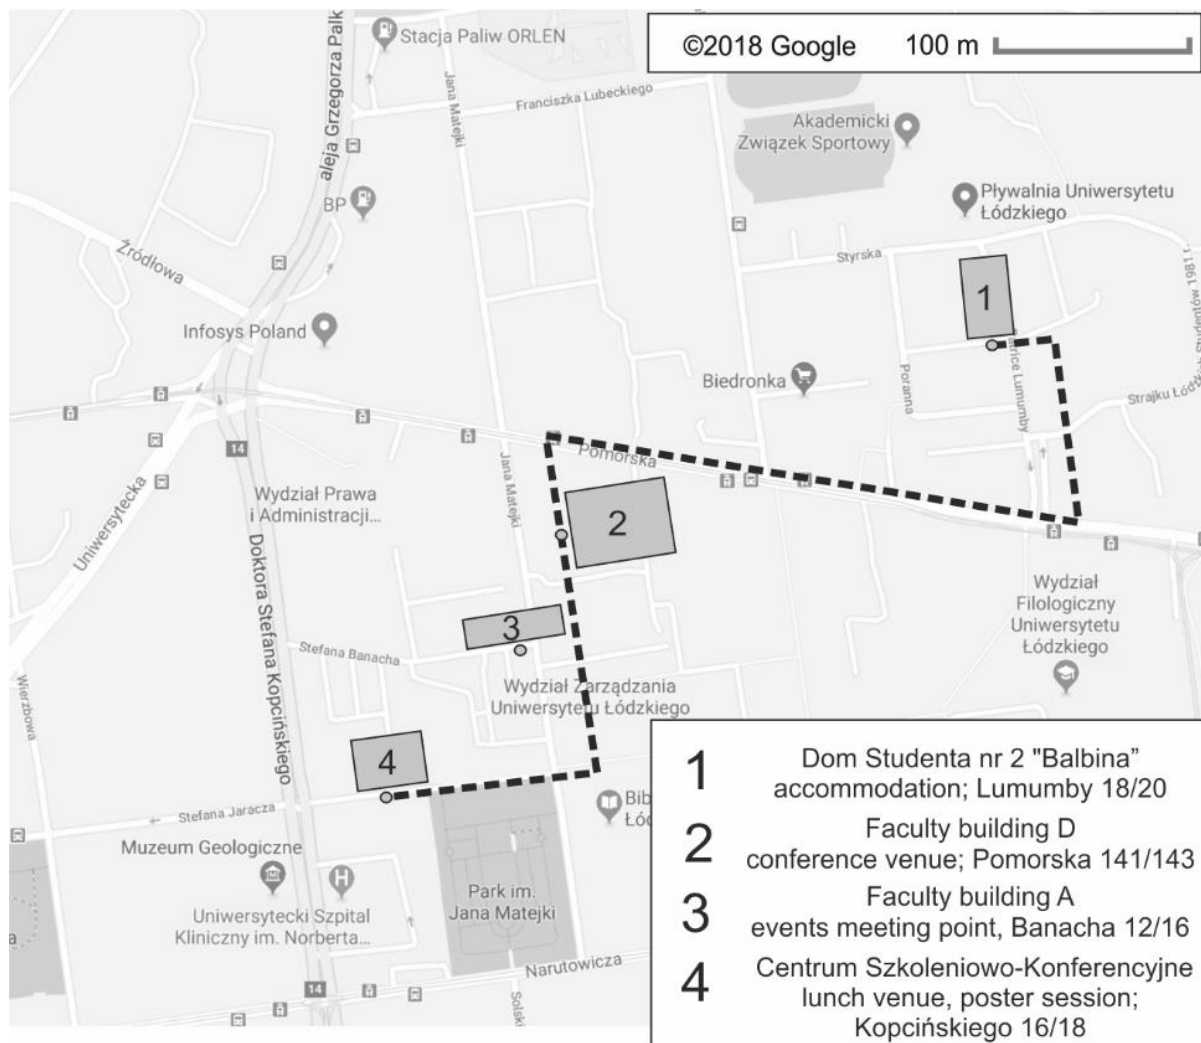 ©2018 Google 100 m
Stacja Paliw ORLEN
aleja Grzegorza Palk
Jana Matejki
Franciszka Lubeckiego
Akademicki
Związek Sportowy
BP
Pływalnia Uniwersytetu
Łódzkiego
Źródłowa
Styrska
1
Infosys Poland
Biedronka
Poranna
Lumumby
Strajku
Pomorska
14
Jana Matejki
Wydział Prawa
i Administracji...
2
Uniwersytecka
Doktora Stefana Kopcińskiego
Wydział
Filologiczny
Uniwersytetu
Łódzkiego
3
Stefana Banacha
Wydział Zarządzania
Uniwersytetu Łódzkiego
Wierzbowa
4
Stefana Jaracza
Bib
Łó
Muzeum Geologiczne
H
Park im.
Jana Matejki
Uniwersytecki Szpital
Kliniczny im. Norberta...
Narutowicza
14
Solski
a
1 Dom Studenta nr 2 "Balbina”
accommodation; Lumumby 18/20
2 Faculty building D
conference venue; Pomorska 141/143
3 Faculty building A
events meeting point, Banacha 12/16
4 Centrum Szkoleniowo-Konferencyjne
lunch venue, poster session;
Kopcińskiego 16/18